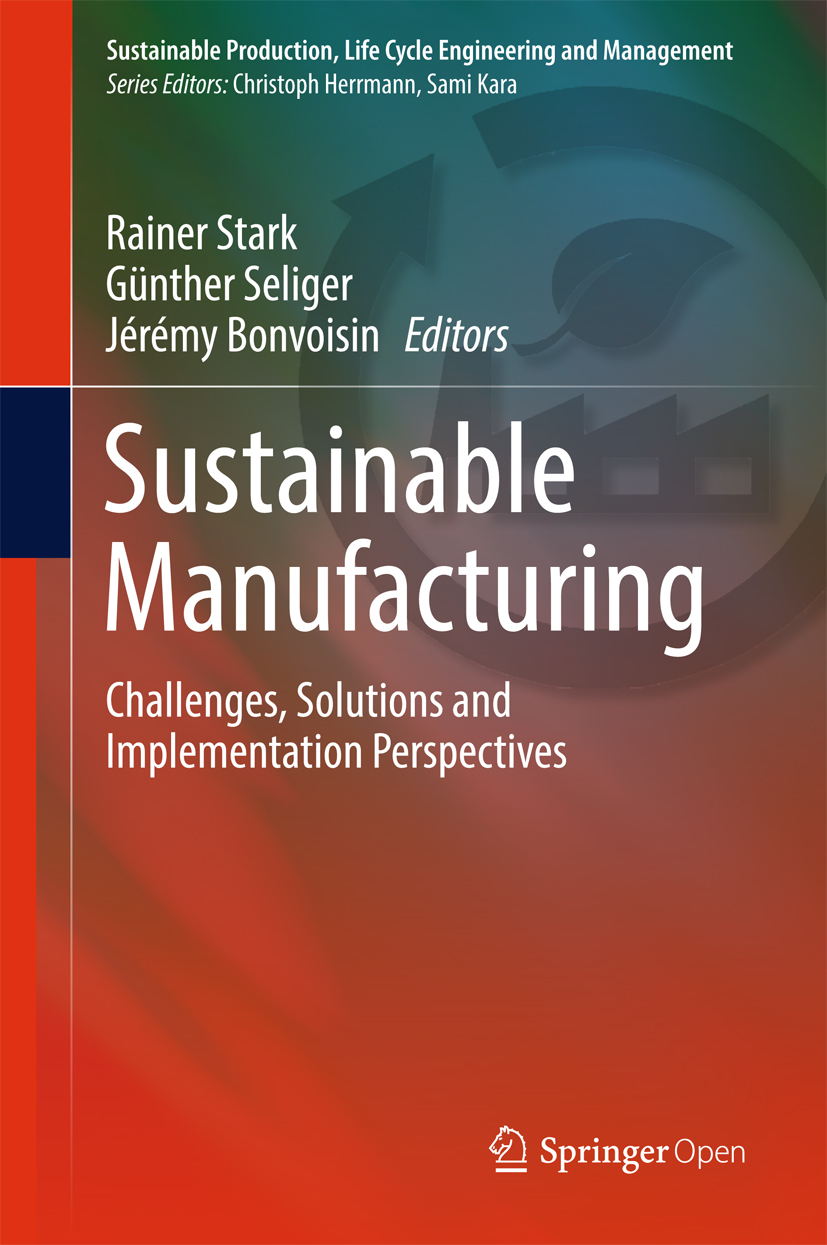 Sustainable Production, Life Cycle Engineering and Management
Series Editors: Christoph Herrmann, Sami Kara
Rainer Stark
Günther Seliger
Jérémy Bonvoisin Editors
Sustainable
Manufacturing
Challenges, Solutions and
Implementation Perspectives
Springer Open